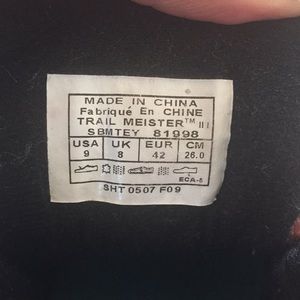 MADE IN CHINA
Fabriqué En CHINE
TRAIL MEISTER™ III
SBMTEY 81998
USA UK EUR CM
9 8 42 26.0
ECA-5
SHT 0507 F09